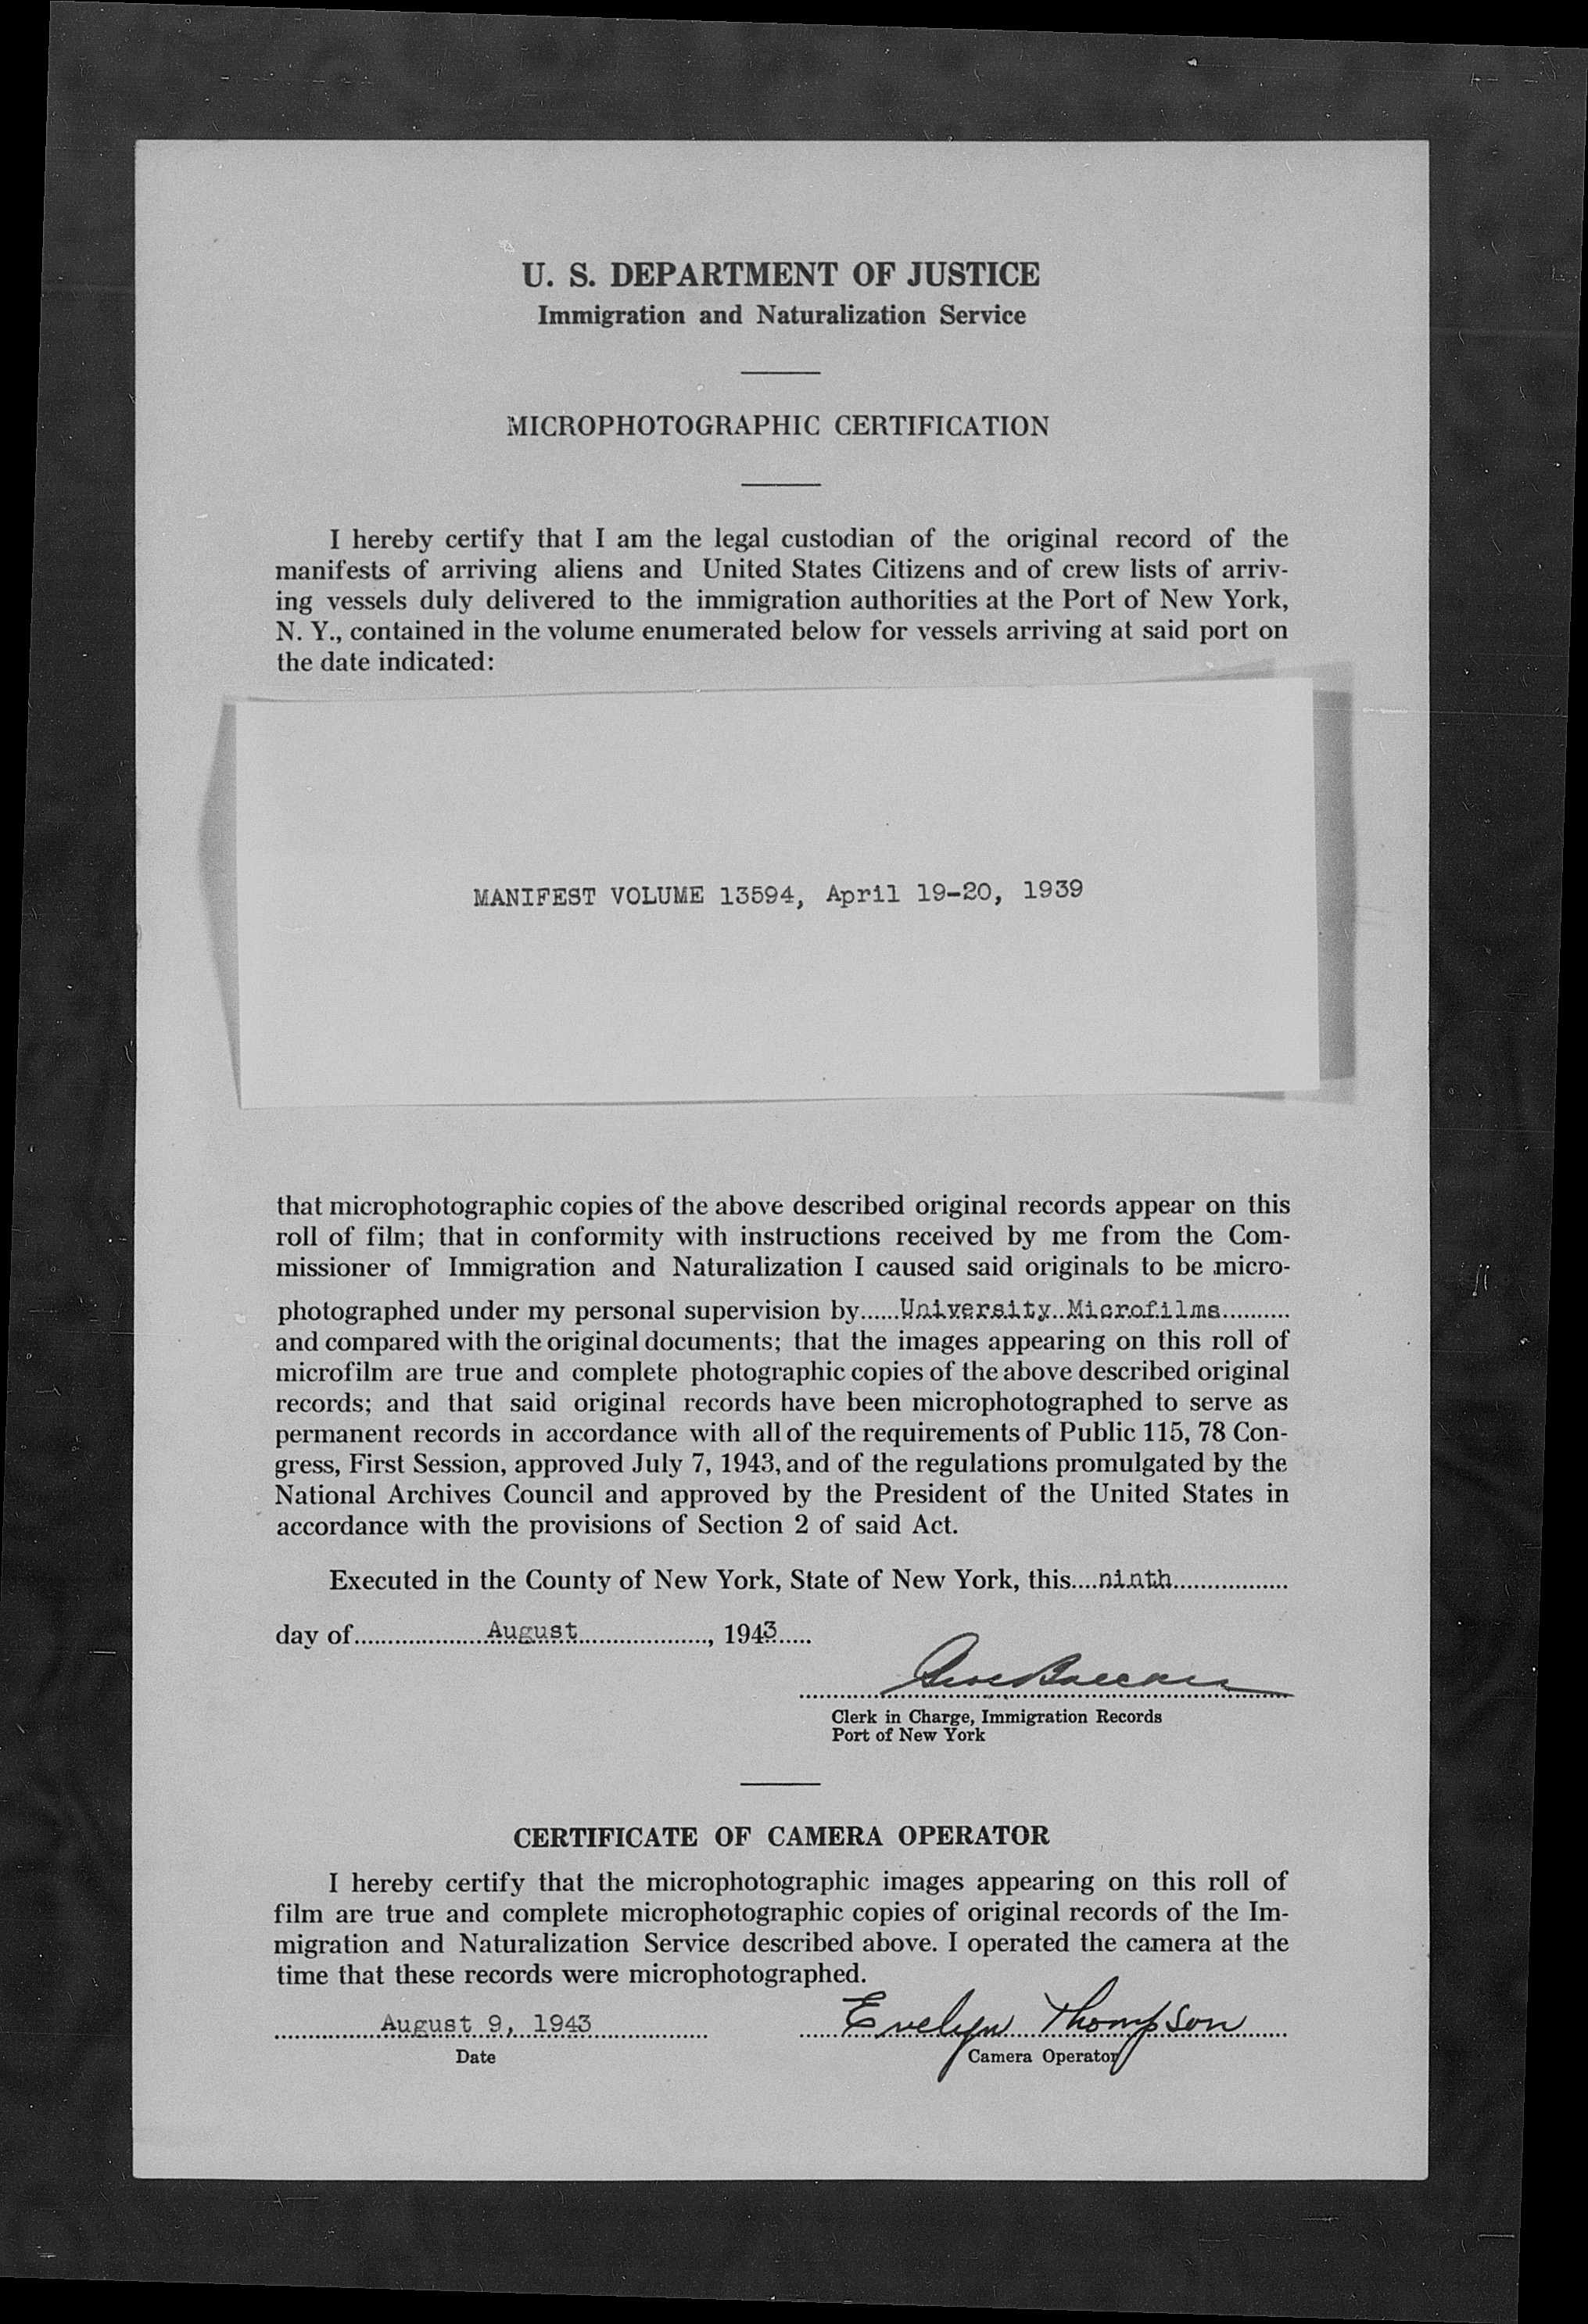 U. S. DEPARTMENT OF JUSTICE
Immigration and Naturalization Service
MICROPHOTOGRAPHIC CERTIFICATION
I hereby certify that I am the legal custodian of the original record of the
manifests of arriving aliens and United States Citizens and of crew lists of arriv-
ing vessels duly delivered to the immigration authorities at the Port of New York,
N. Y., contained in the volume enumerated below for vessels arriving at said port on
the date indicated:
MANIFEST VOLUME 13594, April 19-20, 1939
that microphotographic copies of the above described original records appear on this
roll of film; that in conformity with instructions received by me from the Com-
missioner of Immigration and Naturalization I caused said originals to be micro-
photographed under my personal supervision by......University Microfilms..........
and compared with the original documents; that the images appearing on this roll of
microfilm are true and complete photographic copies of the above described original
records; and that said original records have been microphotographed to serve as
permanent records in accordance with all of the requirements of Public 115, 78 Con-
gress, First Session, approved July 7, 1943, and of the regulations promulgated by the
National Archives Council and approved by the President of the United States in
accordance with the provisions of Section 2 of said Act.
Executed in the County of New York, State of New York, this....ninth..................
day of.....................August...................., 1943......
Clerk in Charge, Immigration Records
Port of New York
CERTIFICATE OF CAMERA OPERATOR
I hereby certify that the microphotographic images appearing on this roll of
film are true and complete microphotographic copies of original records of the Im-
migration and Naturalization Service described above. I operated the camera at the
time that these records were microphotographed.
August 9, 1943 Evelyn Thompson
Date Camera Operator